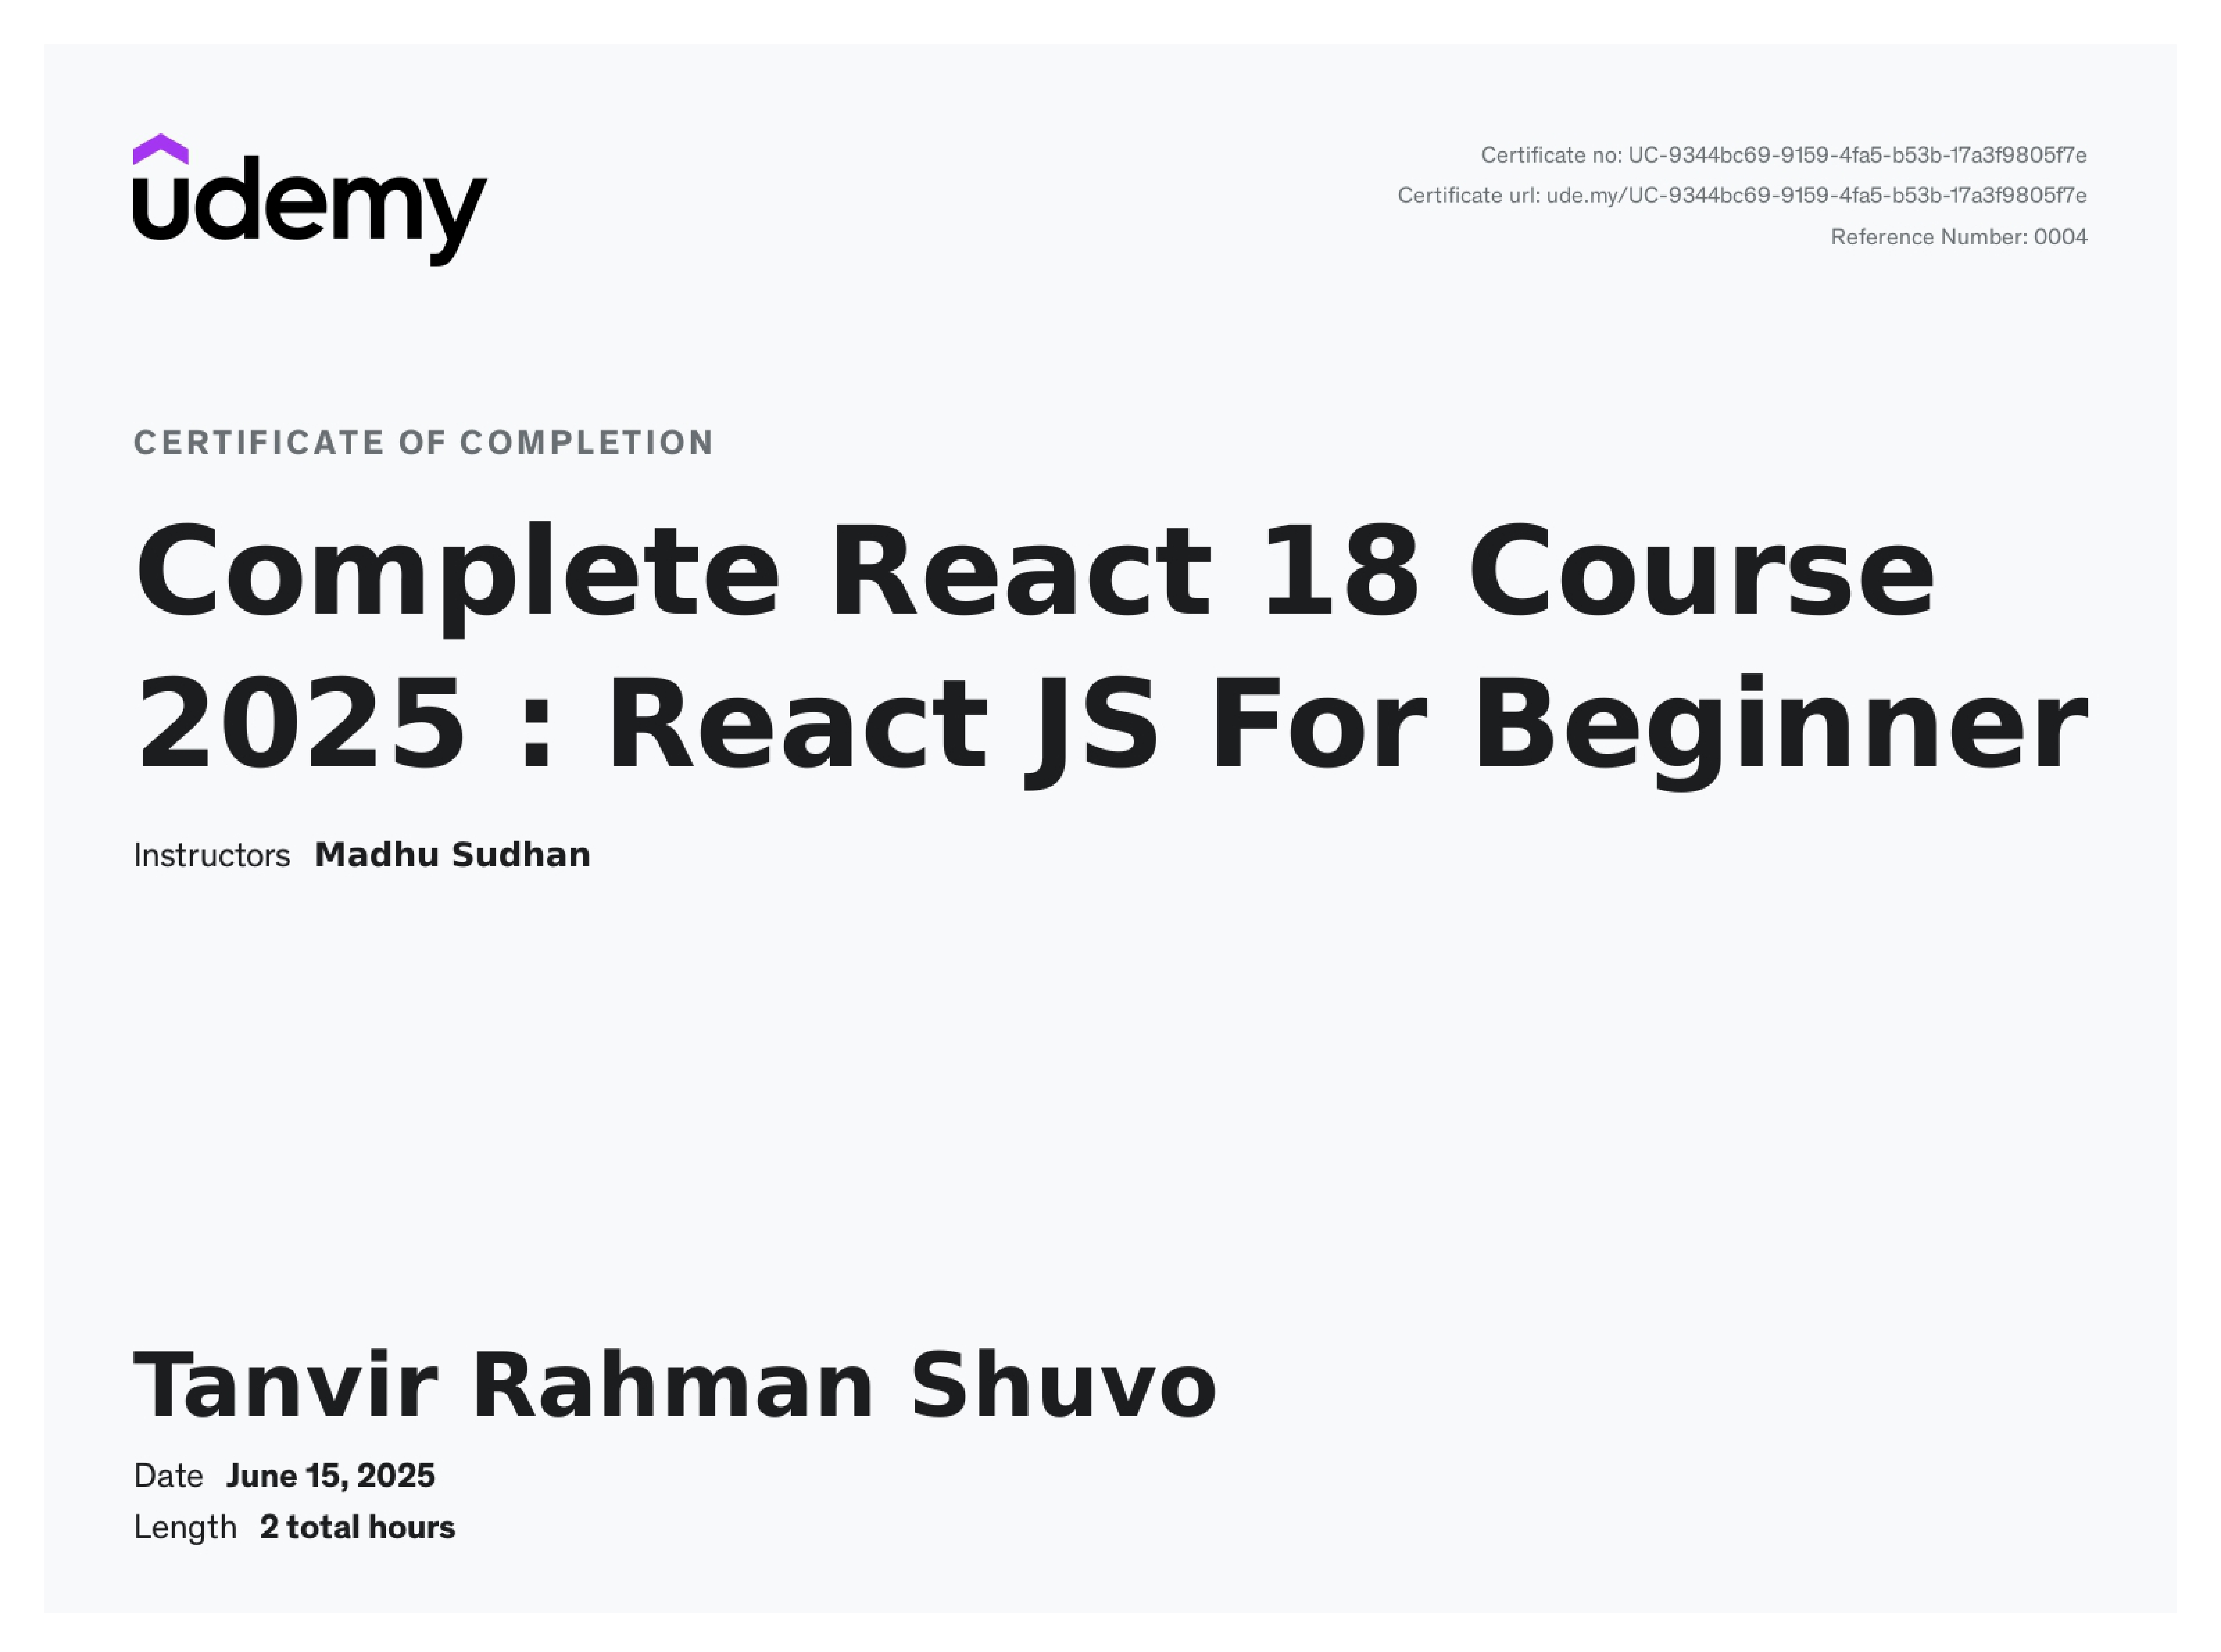 udemy
Certificate no: UC-9344bc69-9159-4fa5-b53b-17a3f9805f7e
Certificate url: ude.my/UC-9344bc69-9159-4fa5-b53b-17a3f9805f7e
Reference Number: 0004
CERTIFICATE OF COMPLETION
Complete React 18 Course
2025 : React JS For Beginner
Instructors Madhu Sudhan
Tanvir Rahman Shuvo
Date June 15, 2025
Length 2 total hours